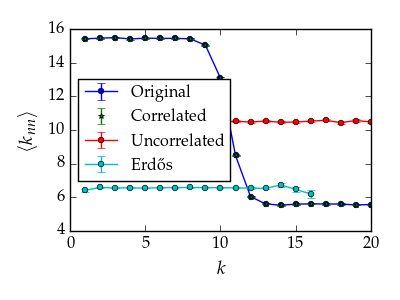 16
14
12
10
8
6
4
⟨k_nn⟩
Original
Correlated
Uncorrelated
Erdős
0 5 10 15 20
k